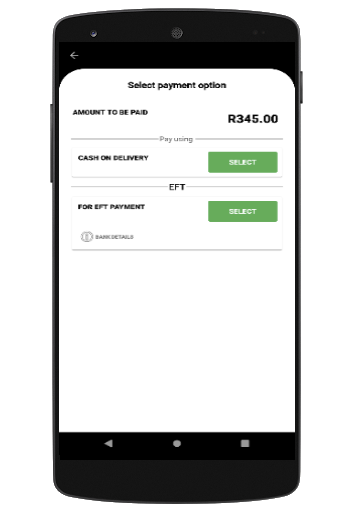 Select payment option
AMOUNT TO BE PAID
R345.00
Pay using
CASH ON DELIVERY
SELECT
EFT
FOR EFT PAYMENT
SELECT
BANK DETAILS